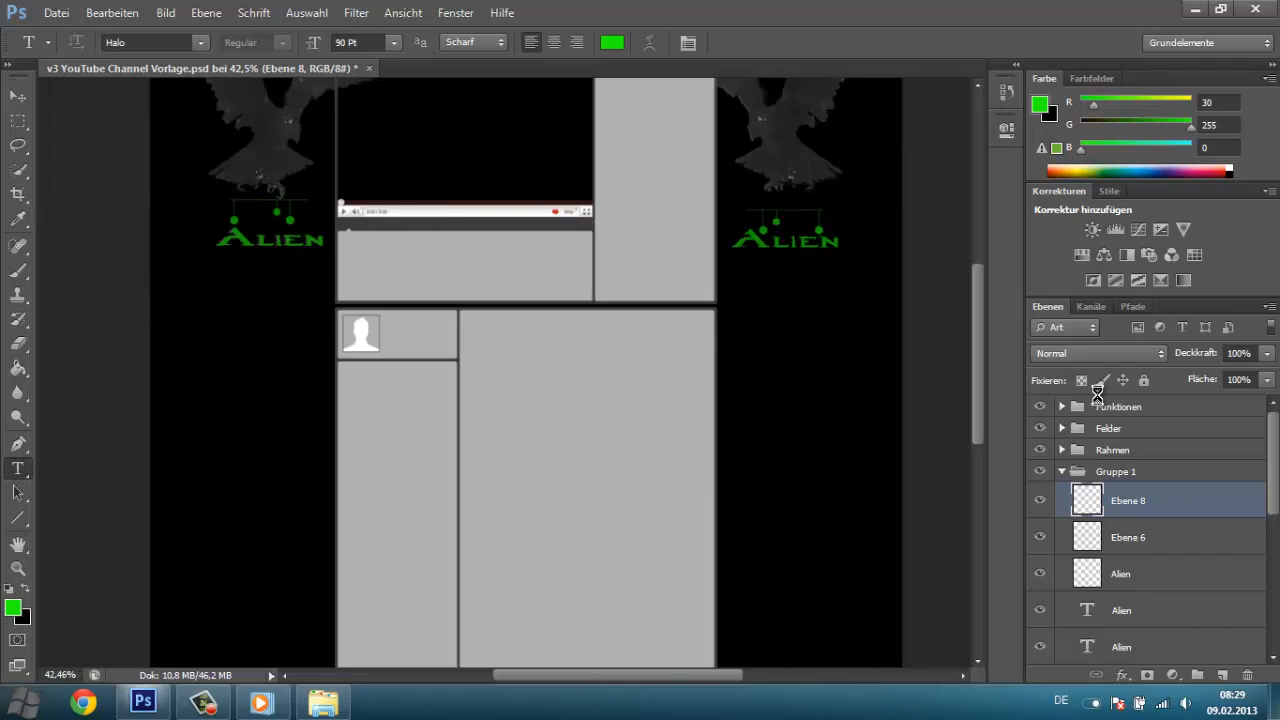 Ps Datei Bearbeiten Bild Ebene Schrift Auswahl Filter Ansicht Fenster Hilfe
T Halo Regular 90 Pt Scharf Grundelemente
v3 YouTube Channel Vorlage.psd bei 42,5% (Ebene 8, RGB/8#) *
Farbe Farbfelder
R 30
G 255
B 0
Korrekturen Stile
Korrektur hinzufügen
ALIEN ALIEN
Ebenen Kanäle Pfade
Art
Normal Deckkraft: 100%
Fixieren: Fläche: 100%
Funktionen
Felder
Rahmen
Gruppe 1
Ebene 8
Ebene 6
Alien
Alien
Alien
42,46% Dok: 10,8 MB/46,2 MB
Ps DE 08:29
09.02.2013